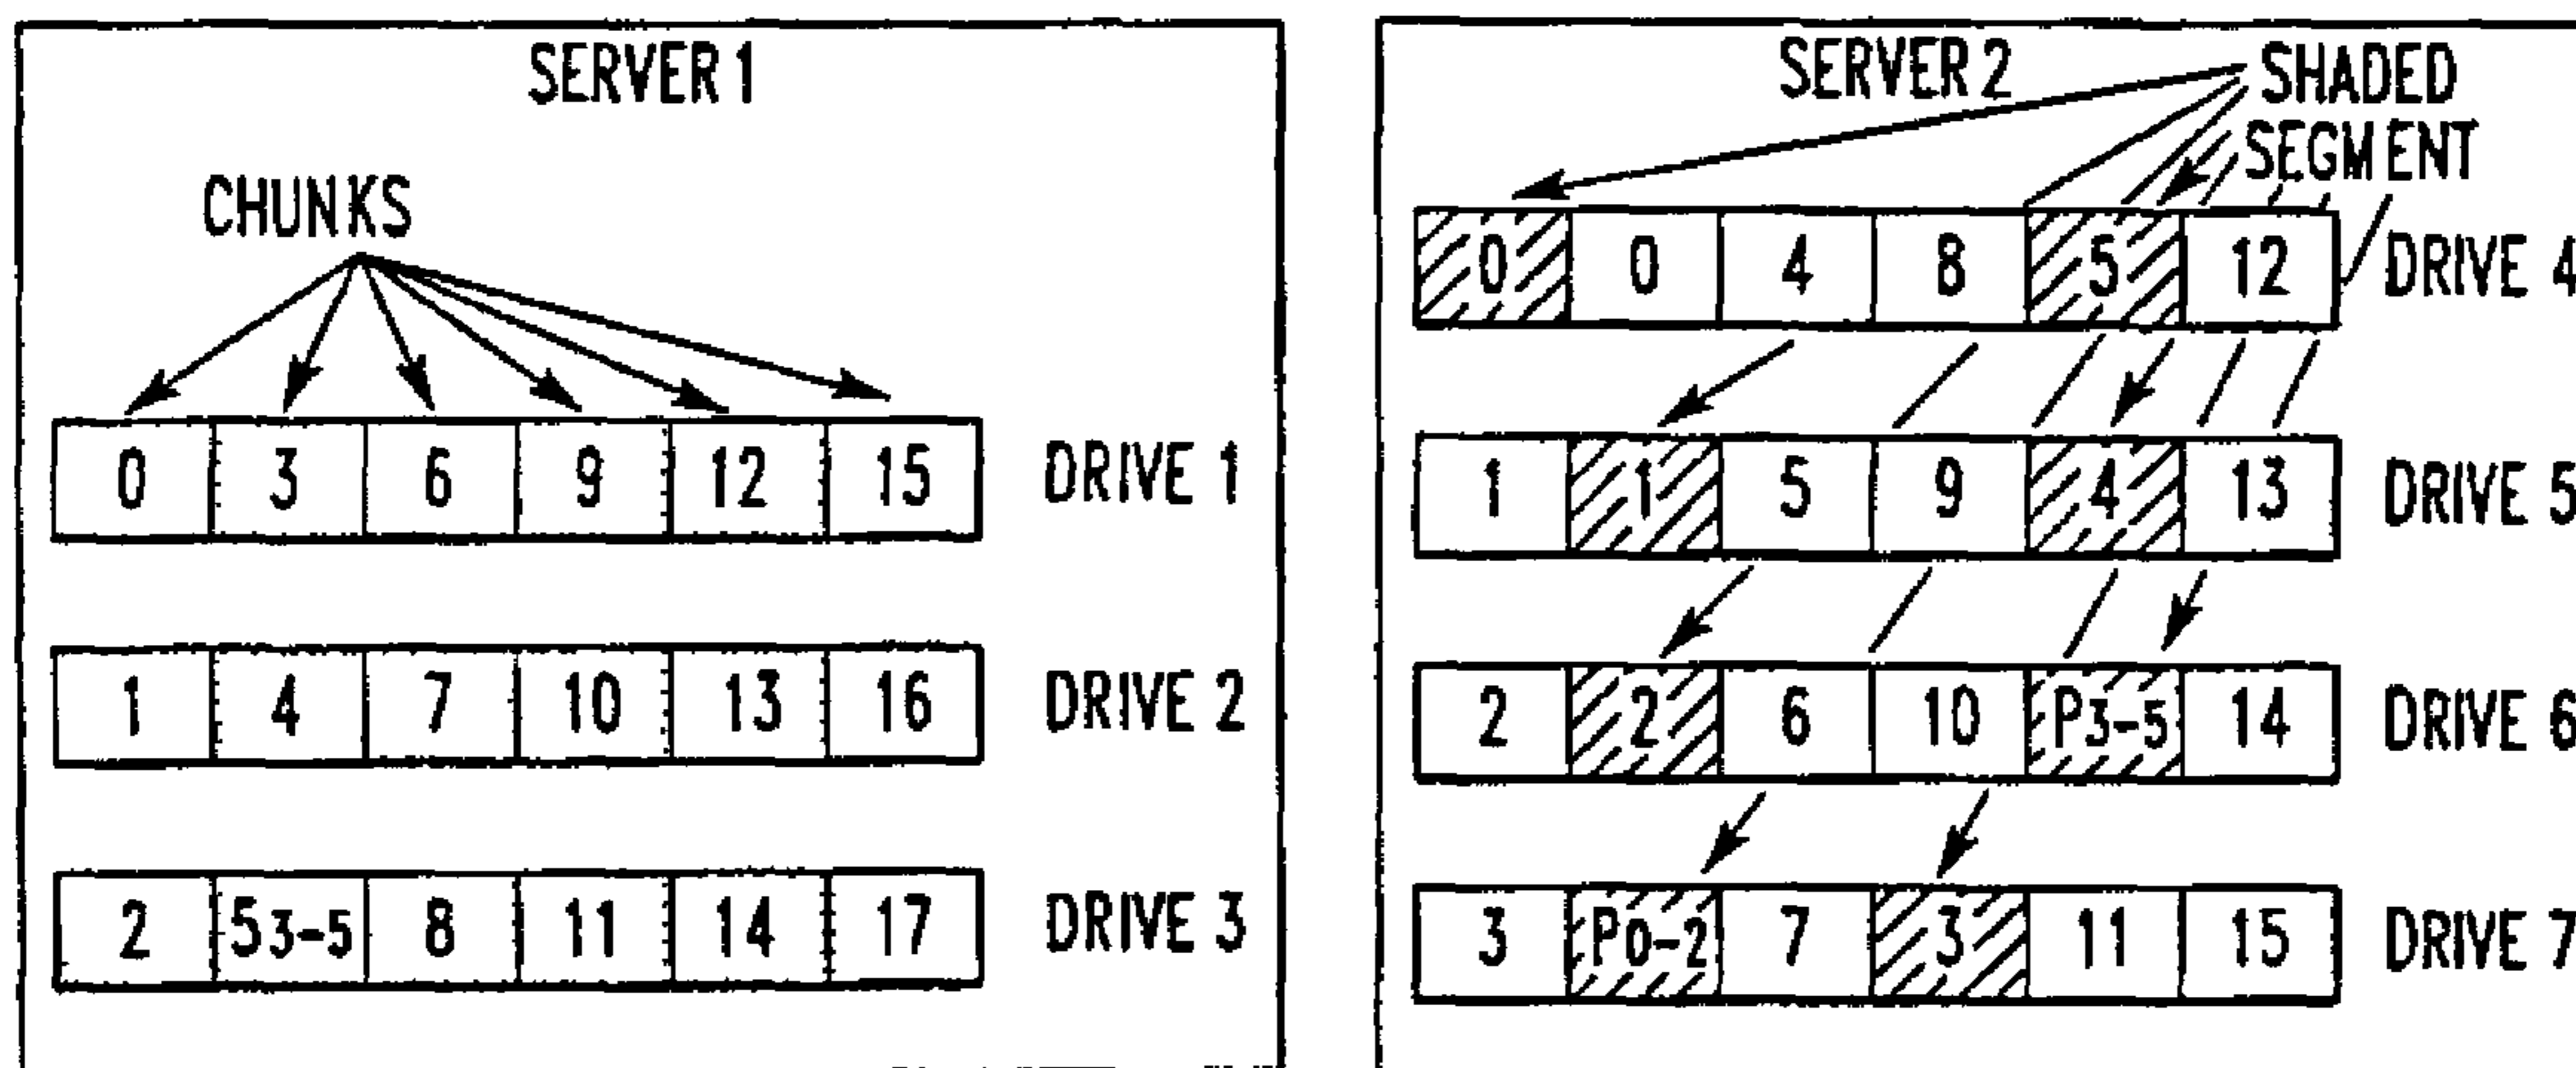 SERVER 1
CHUNKS
0 3 6 9 12 15 DRIVE 1
1 4 7 10 13 16 DRIVE 2
2 53-5 8 11 14 17 DRIVE 3
SERVER 2
SHADED
SEGMENT
0 0 4 8 5 12 DRIVE 4
1 1 5 9 4 13 DRIVE 5
2 2 6 10 P3-5 14 DRIVE 6
3 P0-2 7 3 11 15 DRIVE 7